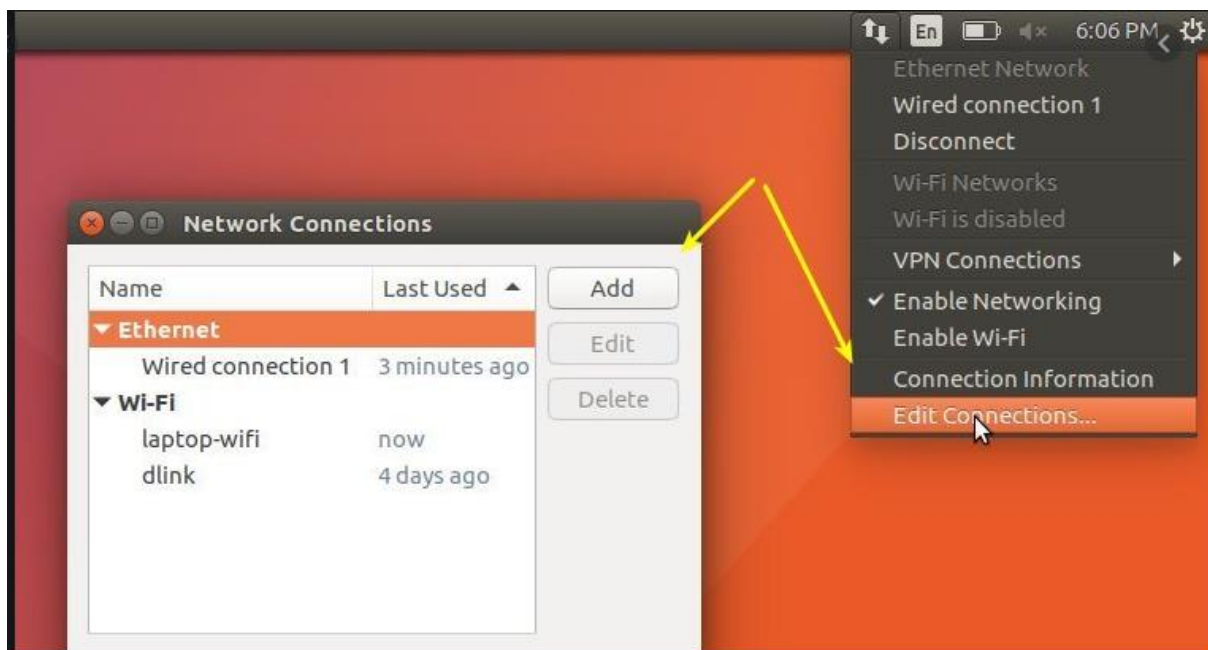 En 6:06 PM
Ethernet Network
Wired connection 1
Disconnect
Wi-Fi Networks
Wi-Fi is disabled
VPN Connections
Enable Networking
Enable Wi-Fi
Connection Information
Edit Connections...
Network Connections
Name Last Used Add
Ethernet
Edit
Wired connection 1 3 minutes ago
Wi-Fi Delete
laptop-wifi now
dlink 4 days ago